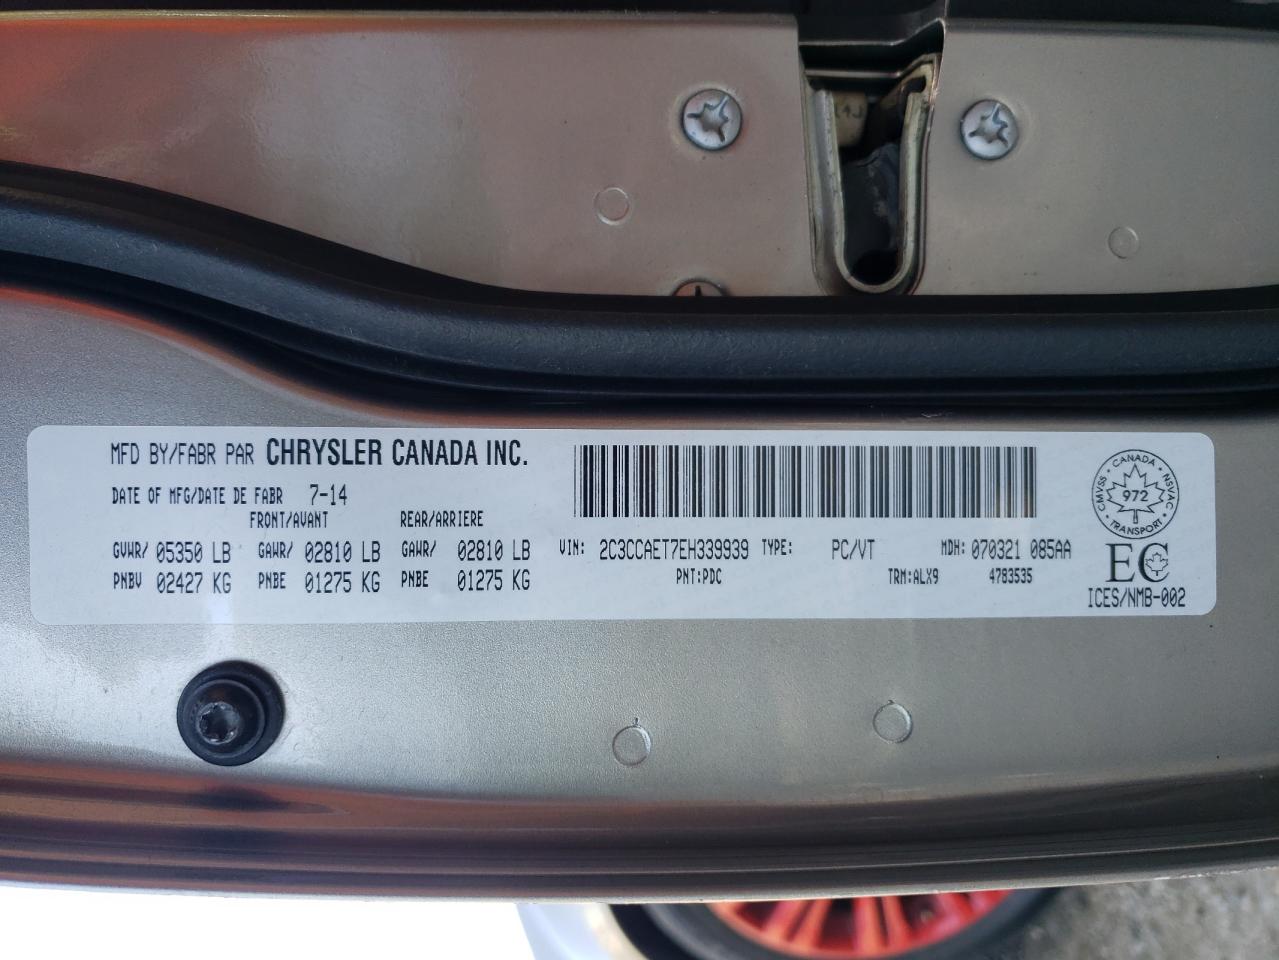 MFD BY/FABR PAR CHRYSLER CANADA INC.
DATE OF MFG/DATE DE FABR 7-14
FRONT/AVANT REAR/ARRIERE
GVWR/ 05350 LB GAWR/ 02810 LB GAWR/ 02810 LB
PNBV 02427 KG PNBE 01275 KG PNBE 01275 KG
VIN: 2C3CCAET7EH339939 TYPE: PC/VT MDH: 070321 085AA
PNT:PDC TRM:ALX9 4783535
CMVSS • CANADA • NSVAC • TRANSPORT •
972
EC
ICES/NMB-002